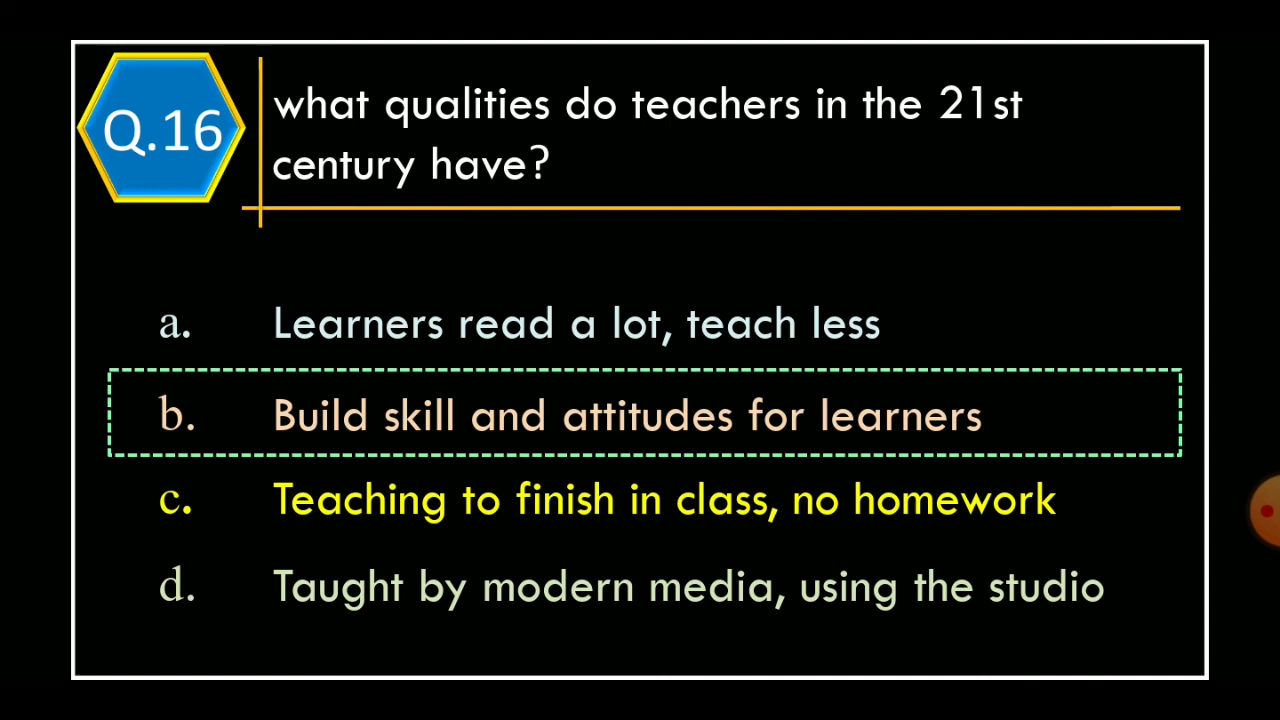 Q.16
what qualities do teachers in the 21st
century have?
a. Learners read a lot, teach less
b. Build skill and attitudes for learners
c. Teaching to finish in class, no homework
d. Taught by modern media, using the studio